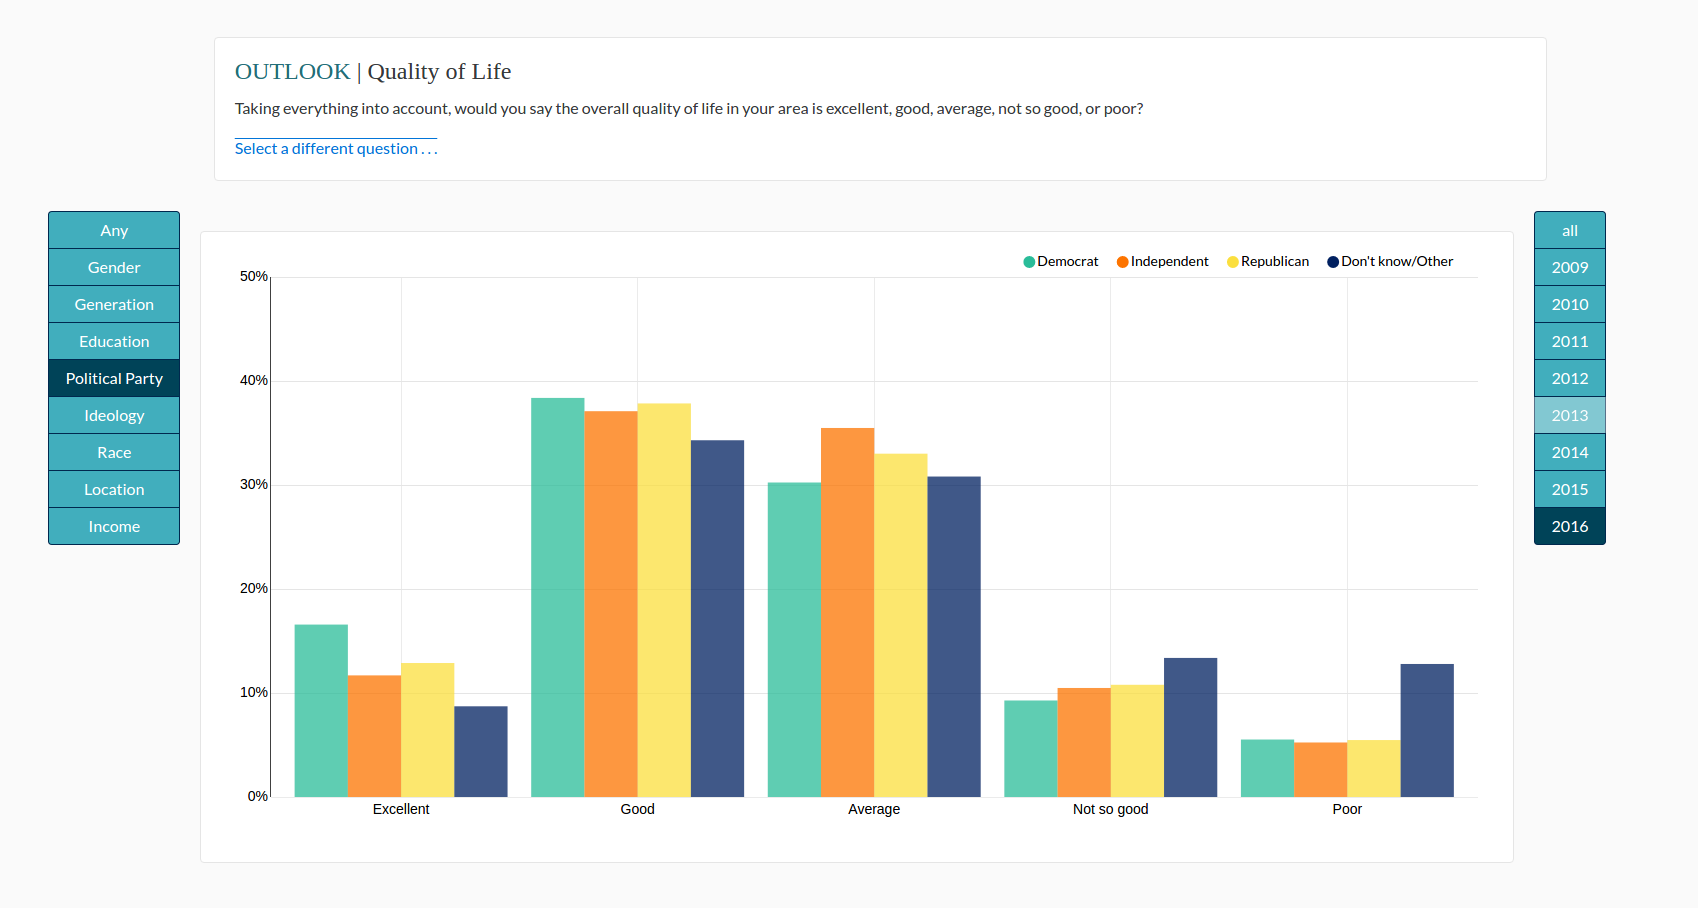 OUTLOOK | Quality of Life
Taking everything into account, would you say the overall quality of life in your area is excellent, good, average, not so good, or poor?
Select a different question . . .
Any
Gender
Generation
Education
Political Party
Ideology
Race
Location
Income
Democrat Independent Republican Don't know/Other
50%
40%
30%
20%
10%
0%
Excellent Good Average Not so good Poor
all
2009
2010
2011
2012
2013
2014
2015
2016